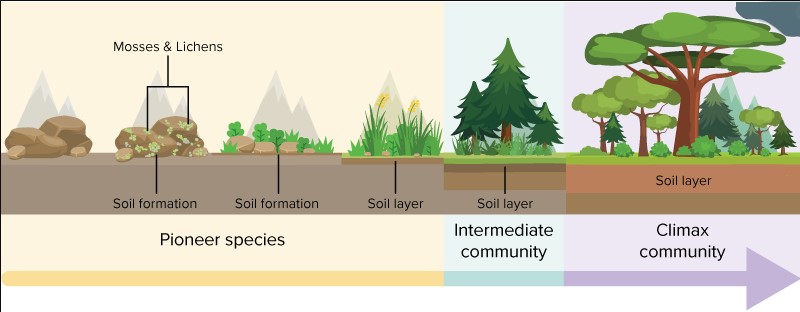 Mosses & Lichens
Soil formation
Soil formation
Soil layer
Soil layer
Soil layer
Pioneer species
Intermediate
community
Climax
community